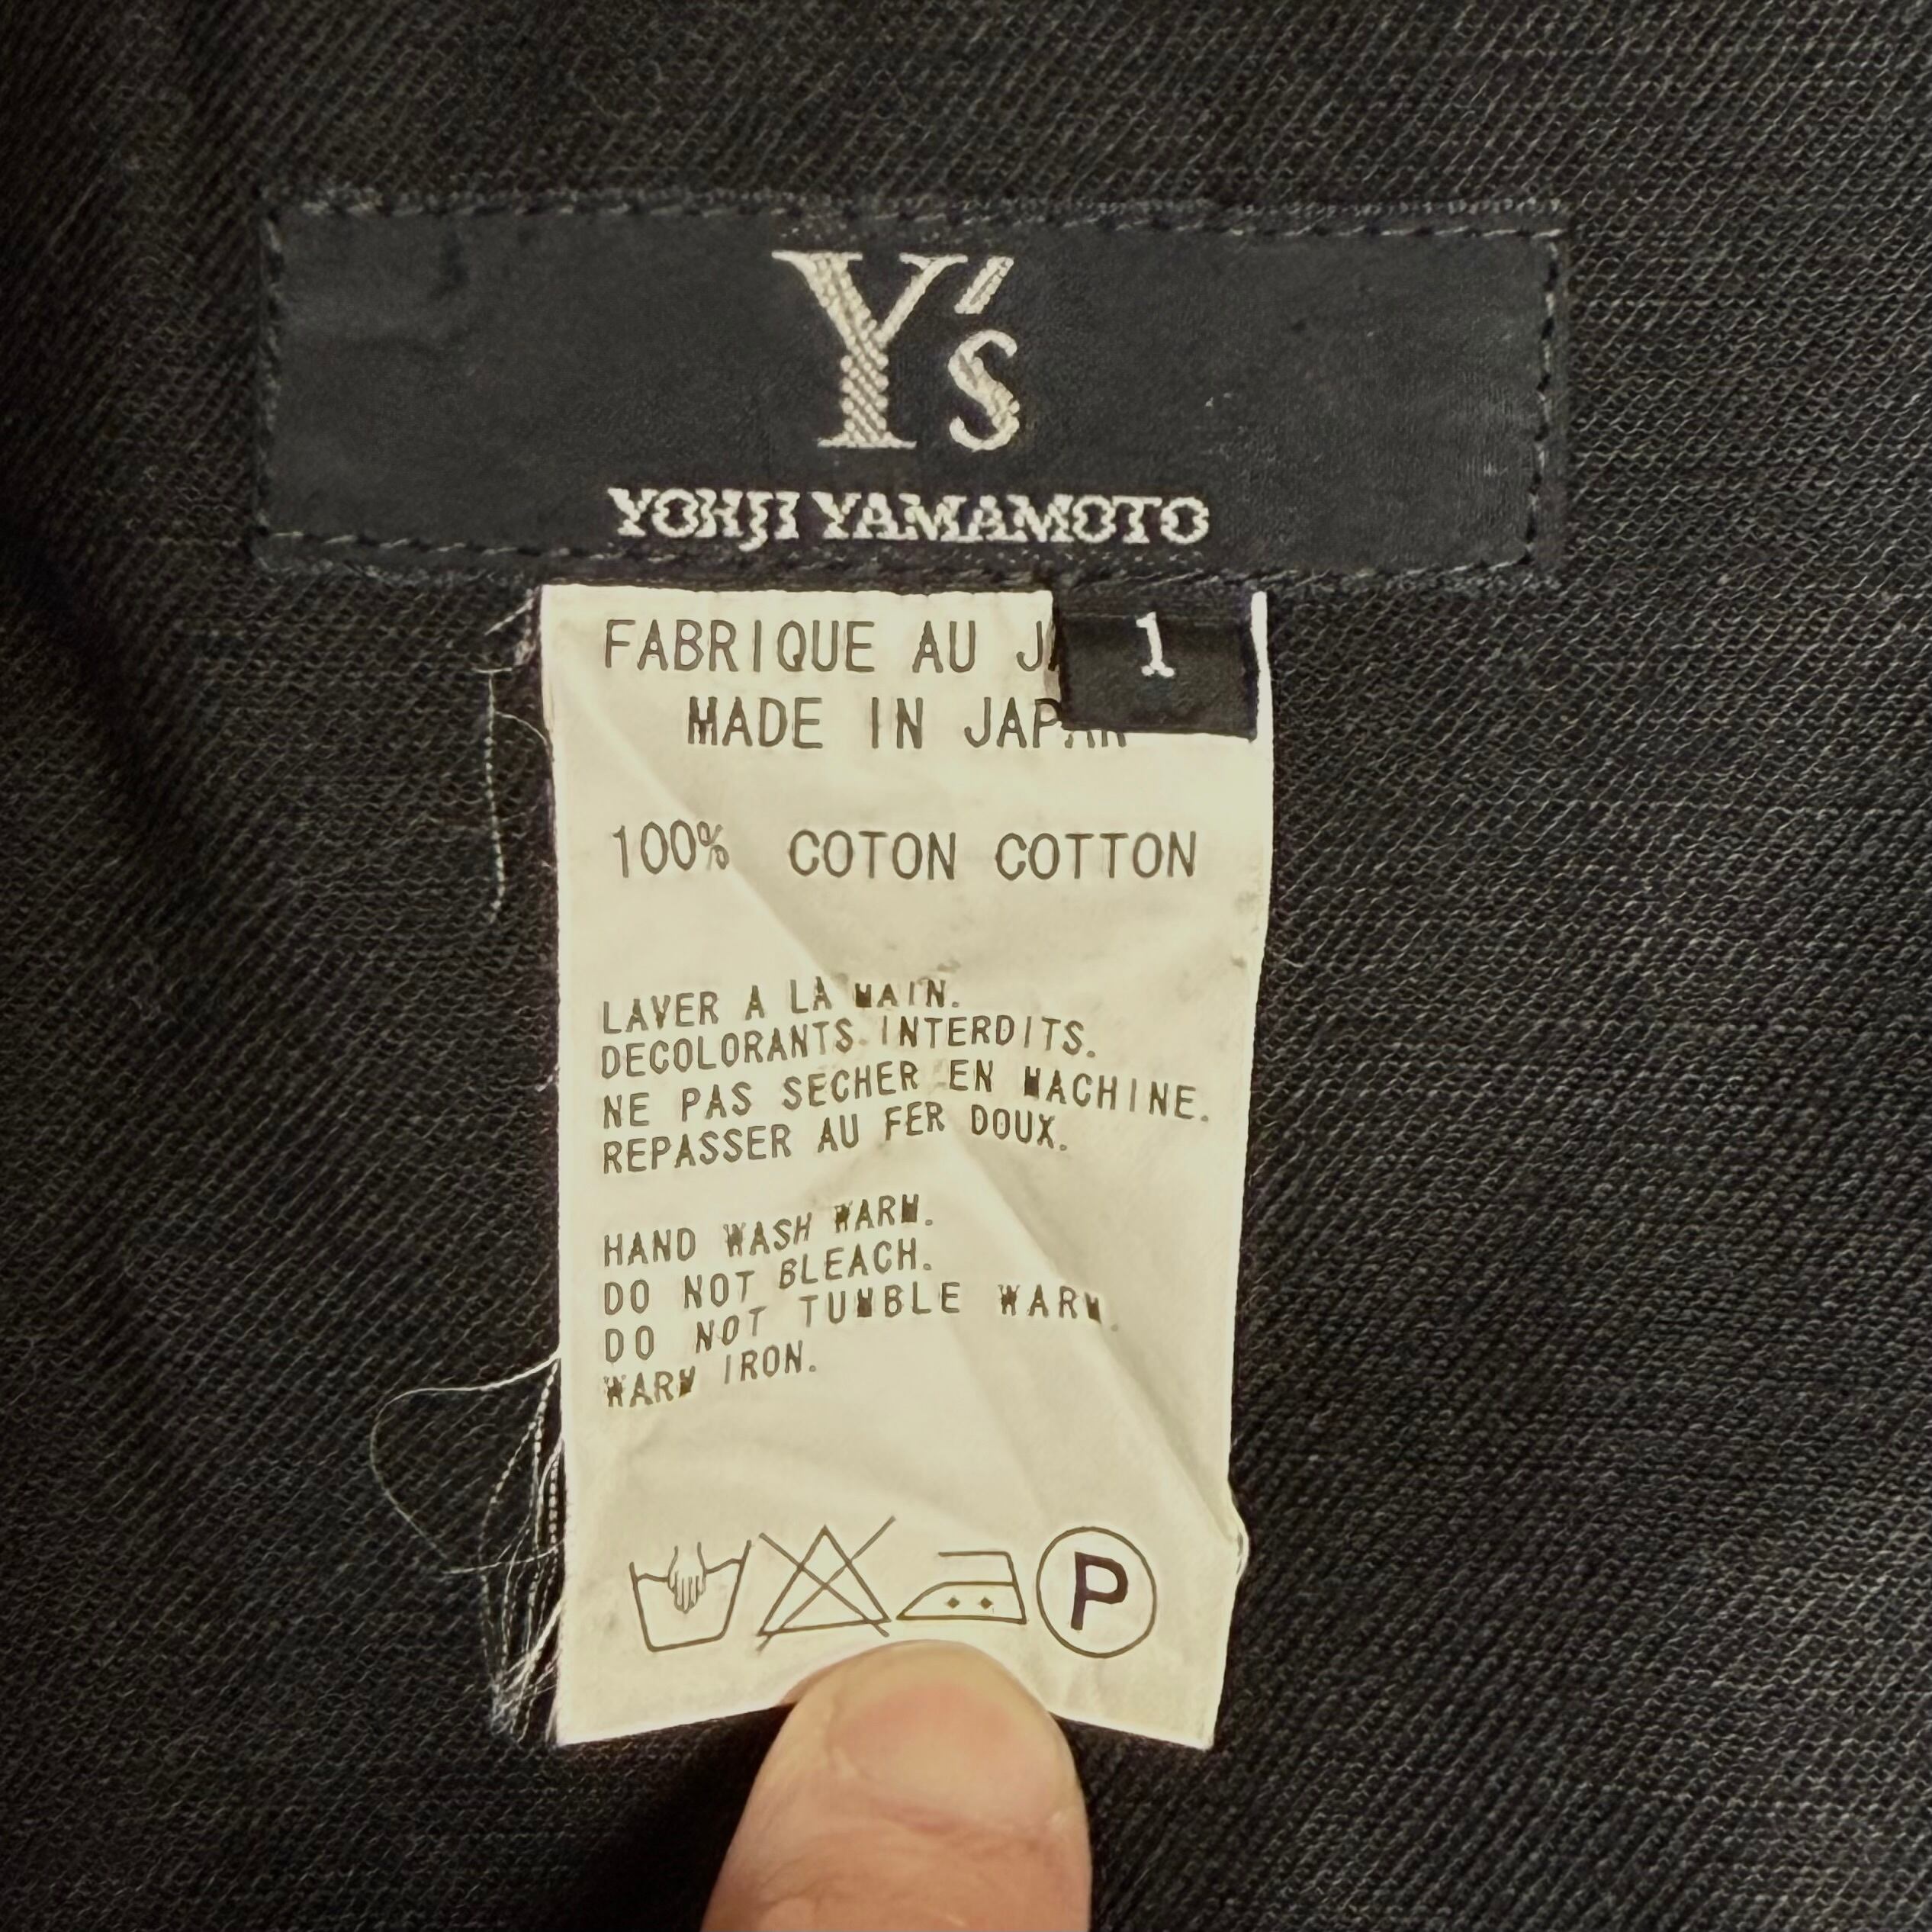 Y's
YOHJI YAMAMOTO
1
FABRIQUE AU
MADE IN JAPAN
100% COTON COTTON
LAVER A LA MAIN.
DECOLORANTS INTERDITS.
NE PAS SECHER EN MACHINE.
REPASSER AU FER DOUX.
HAND WASH WARM.
DO NOT BLEACH.
DO NOT TUMBLE WARM.
WARM IRON.
P